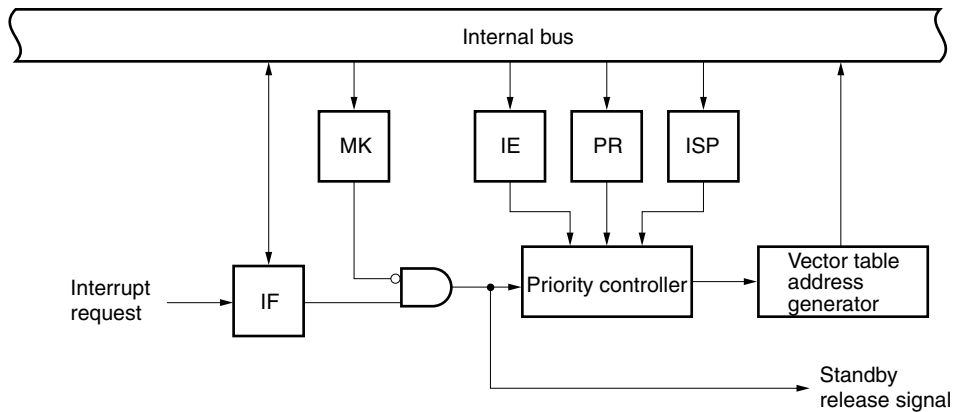 Internal bus
MK
IE
PR
ISP
Interrupt
request
IF
Priority controller
Vector table
address
generator
Standby
release signal